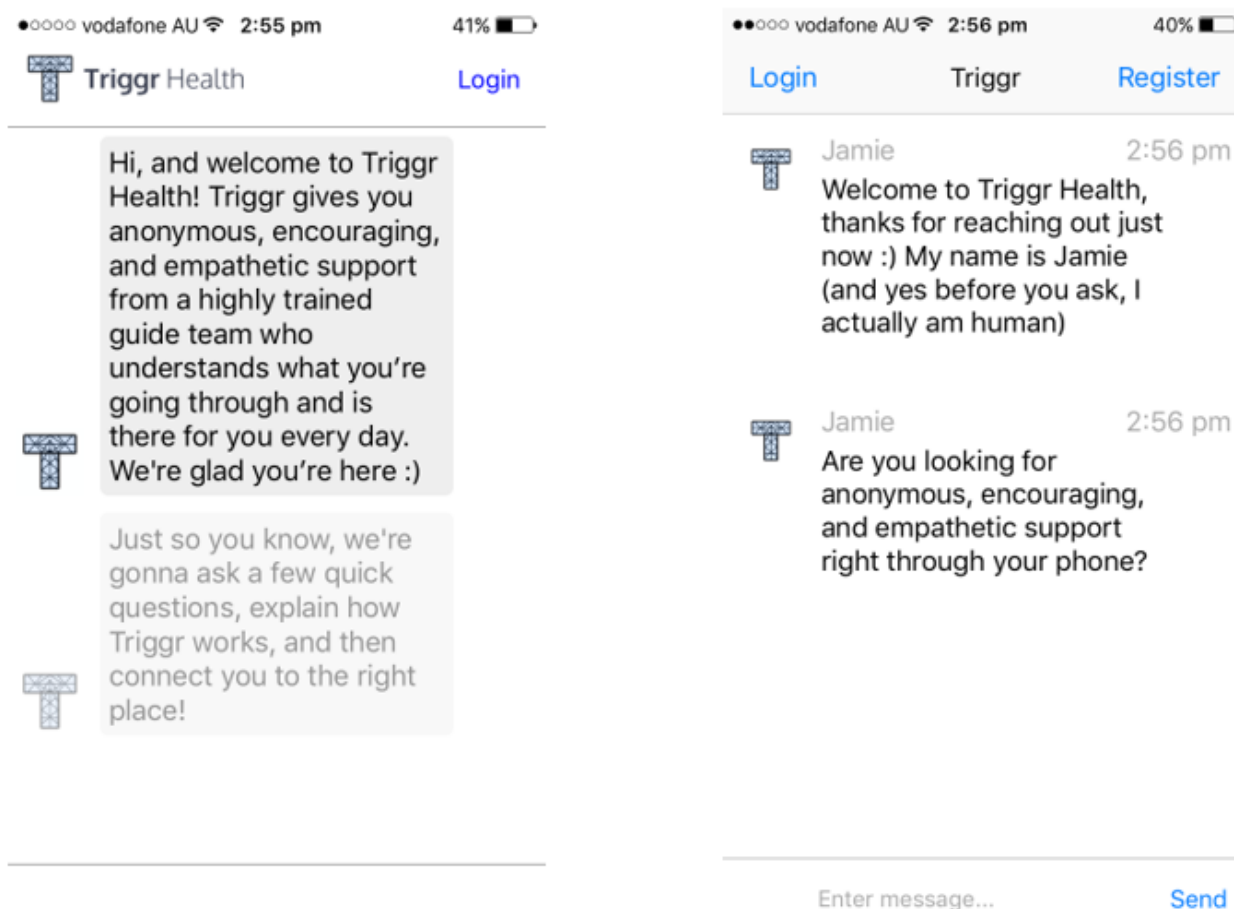 vodafone AU 2:55 pm 41%
Triggr Health Login
Hi, and welcome to Triggr
Health! Triggr gives you
anonymous, encouraging,
and empathetic support
from a highly trained
guide team who
understands what you’re
going through and is
there for you every day.
We're glad you’re here :)
Just so you know, we're
gonna ask a few quick
questions, explain how
Triggr works, and then
connect you to the right
place!
vodafone AU 2:56 pm 40%
Login Triggr Register
Jamie 2:56 pm
Welcome to Triggr Health,
thanks for reaching out just
now :) My name is Jamie
(and yes before you ask, I
actually am human)
Jamie 2:56 pm
Are you looking for
anonymous, encouraging,
and empathetic support
right through your phone?
Enter message... Send